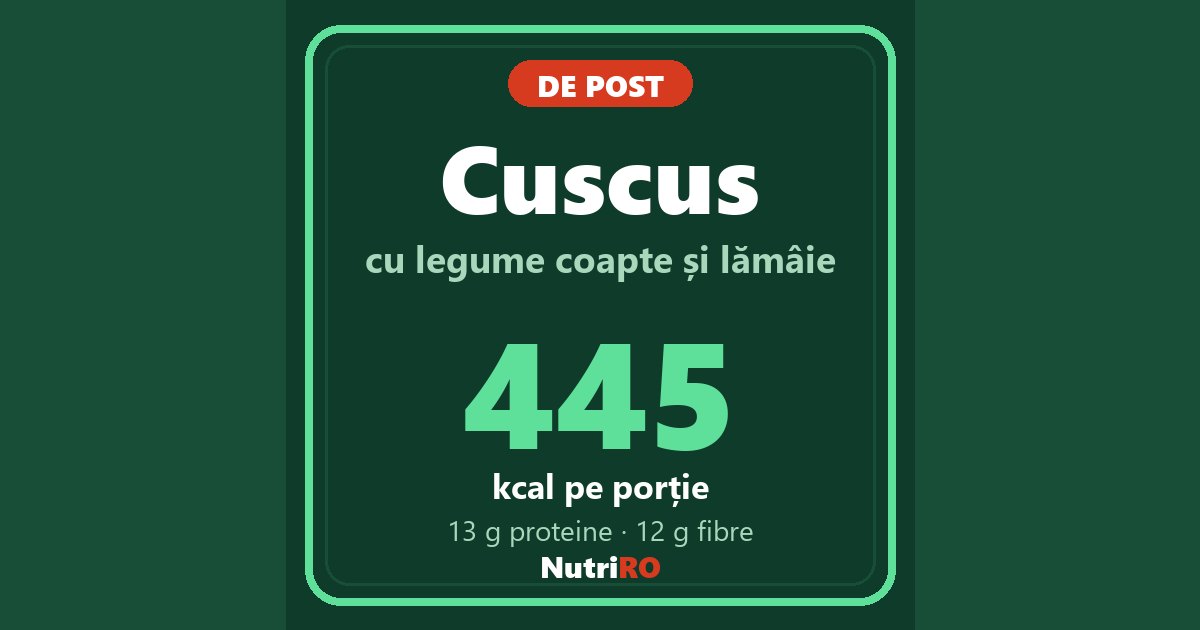 DE POST
Cuscus
cu legume coapte și lămâie
445
kcal pe porție
13 g proteine · 12 g fibre
NutriRO